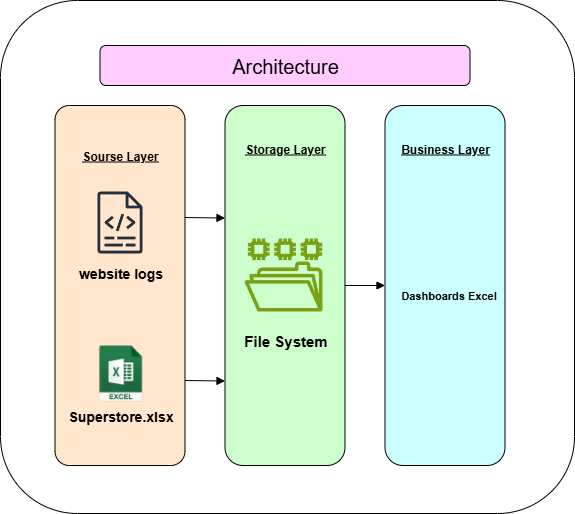 Architecture
Sourse Layer
Storage Layer
Business Layer
website logs
Dashboards Excel
File System
X
EXCEL
Superstore.xlsx